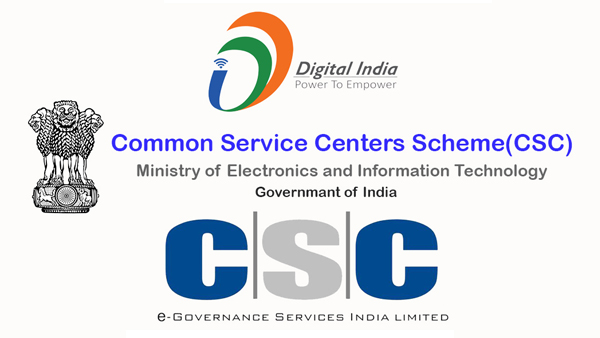 Digital India
Power To Empower
Common Service Centers Scheme(CSC)
Ministry of Electronics and Information Technology
Governmant of India
CSC
e-Governance Services India Limited